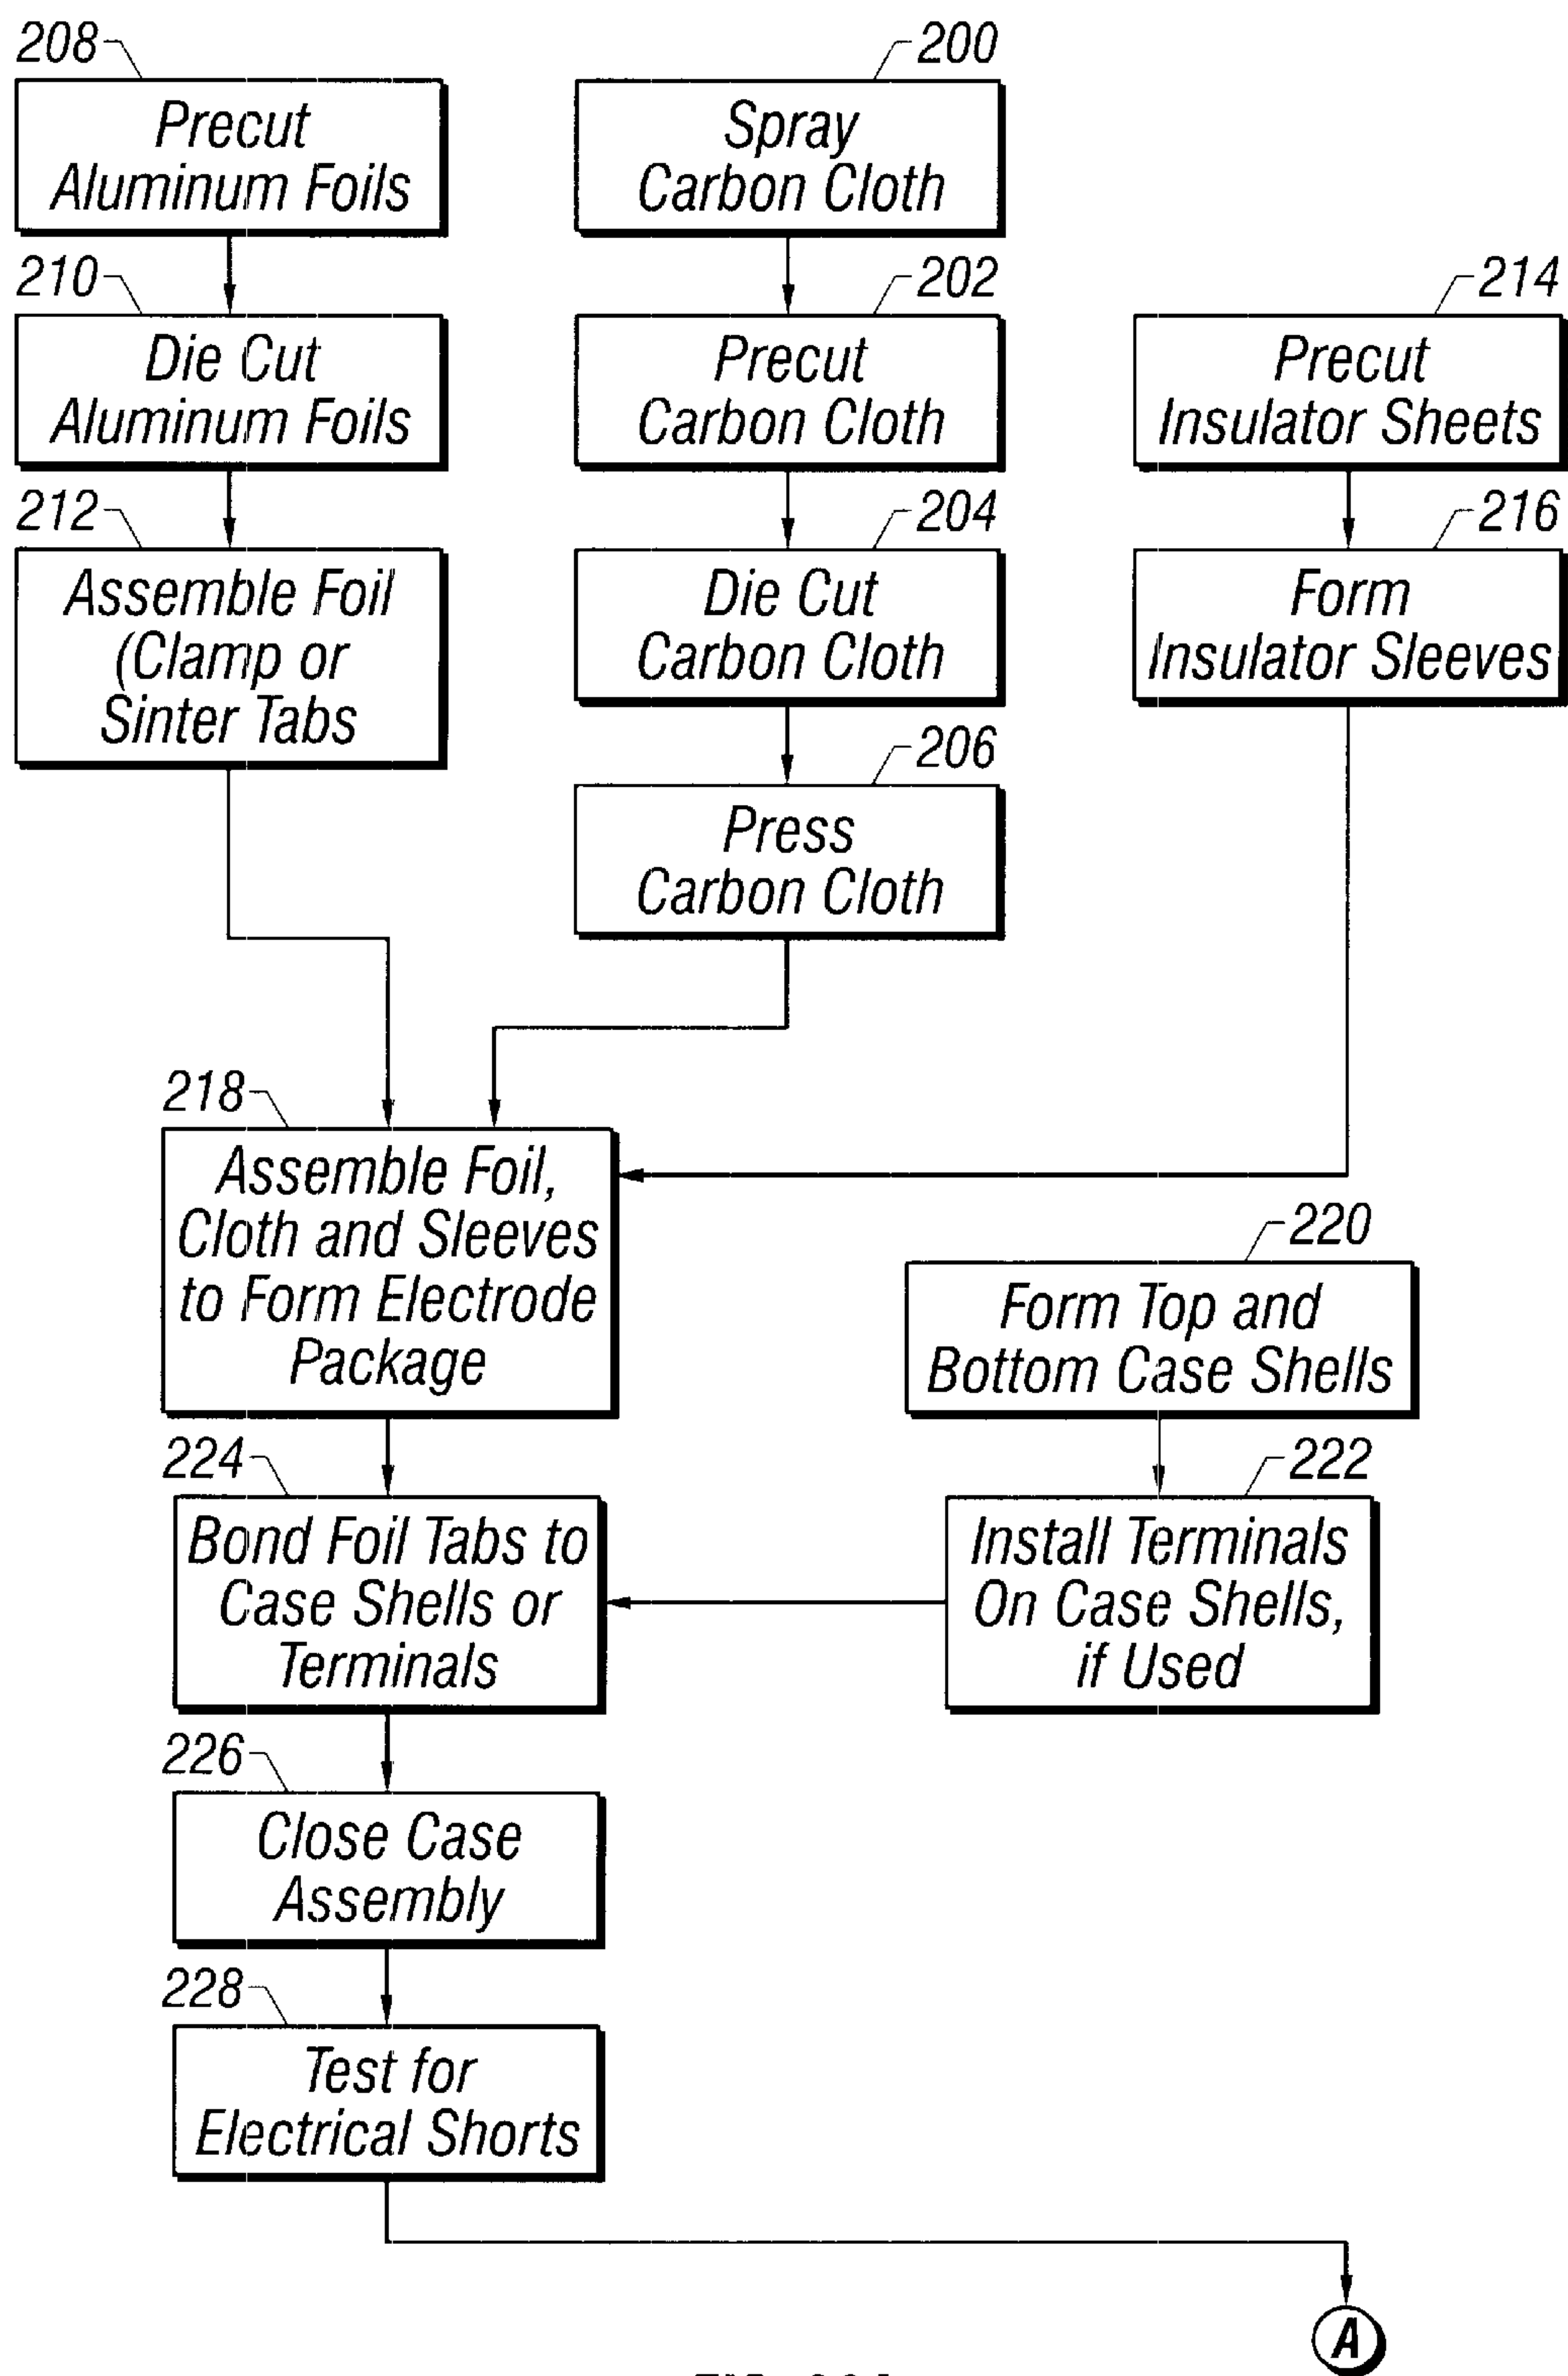 208
Precut
Aluminum Foils
200
Spray
Carbon Cloth
210
Die Cut
Aluminum Foils
202
Precut
Carbon Cloth
214
Precut
Insulator Sheets
212
Assemble Foil
(Clamp or
Sinter Tabs
204
Die Cut
Carbon Cloth
216
Form
Insulator Sleeves
206
Press
Carbon Cloth
218
Assemble Foil,
Cloth and Sleeves
to Form Electrode
Package
220
Form Top and
Bottom Case Shells
224
Bond Foil Tabs to
Case Shells or
Terminals
222
Install Terminals
On Case Shells,
if Used
226
Close Case
Assembly
228
Test for
Electrical Shorts
A